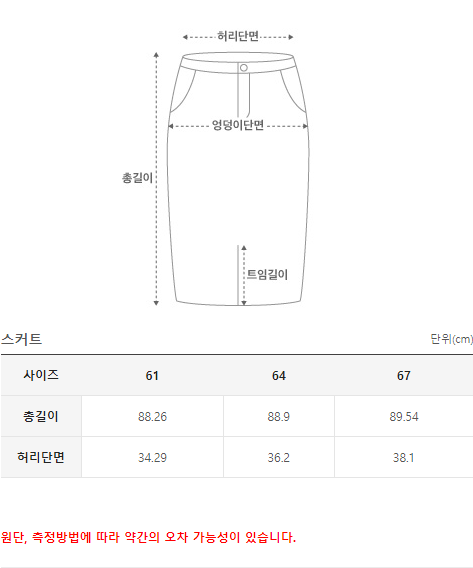 허리단면
엉덩이단면
총길이
트임길이
스커트 단위(cm)
사이즈 61 64 67
총길이 88.26 88.9 89.54
허리단면 34.29 36.2 38.1
원단, 측정방법에 따라 약간의 오차 가능성이 있습니다.